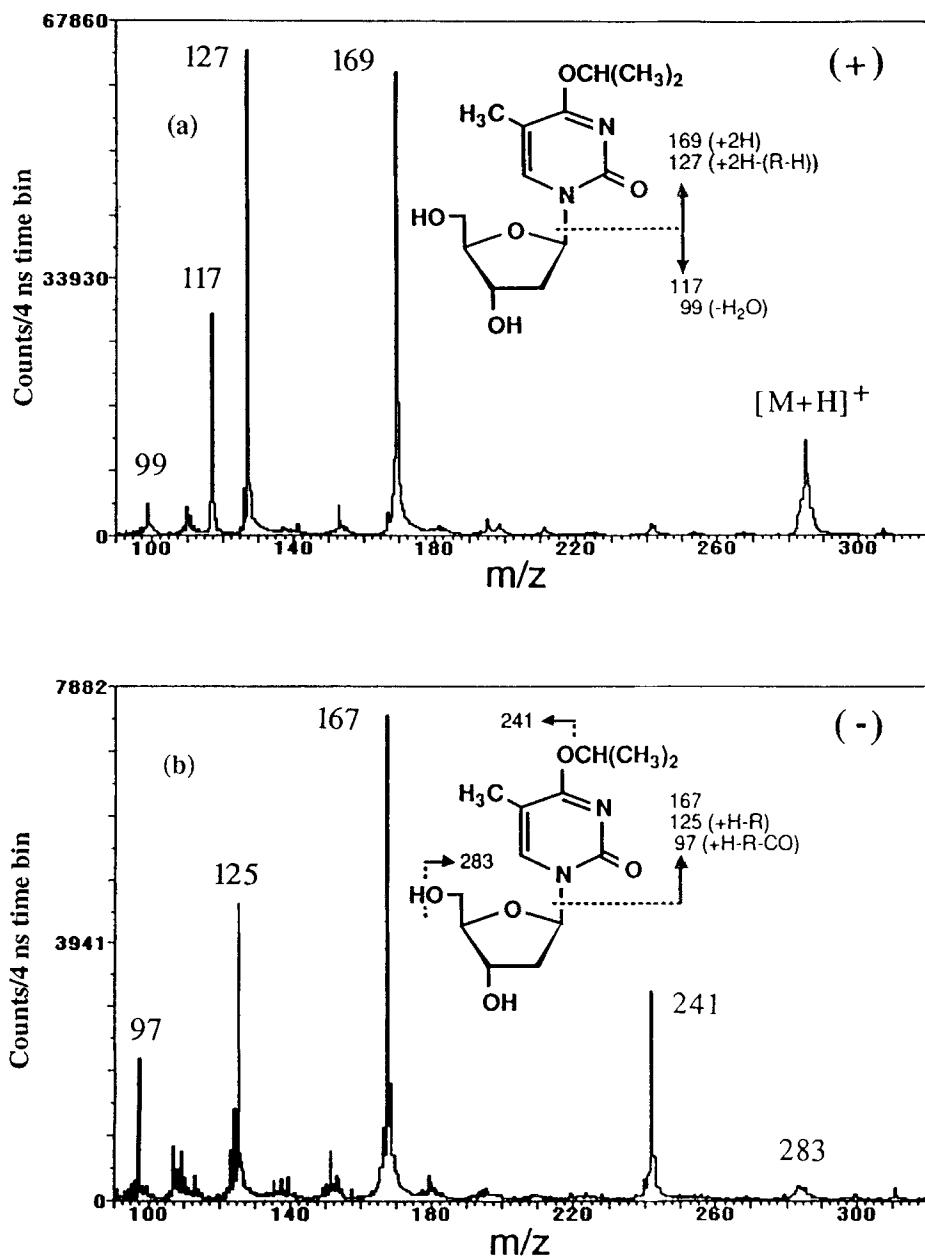 67860
127
169
(+)
(a)
OCH(CH₃)₂
H₃C
N
169 (+2H)
127 (+2H-(R-H))
N
O
HO
O
33930
117
117
99 (-H₂O)
OH
Counts/4 ns time bin
[M+H]⁺
99
0
100 140 180 220 260 300
m/z
7882
167
(-)
241
(b)
OCH(CH₃)₂
H₃C
N
167
125 (+H-R)
97 (+H-R-CO)
125
283
N
O
HO
O
3941
OH
Counts/4 ns time bin
97
241
283
0
100 140 180 220 260 300
m/z